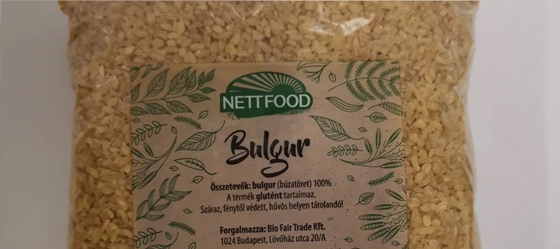 NETTFOOD
Bulgur
Összetevők: bulgur (búzatöret) 100%
A termék glutént tartalmaz.
Száraz, fénytől védett, hűvös helyen tárolandó!
Forgalmazza: Bio Fair Trade Kft.
1024 Budapest, Lövőház utca 20/A